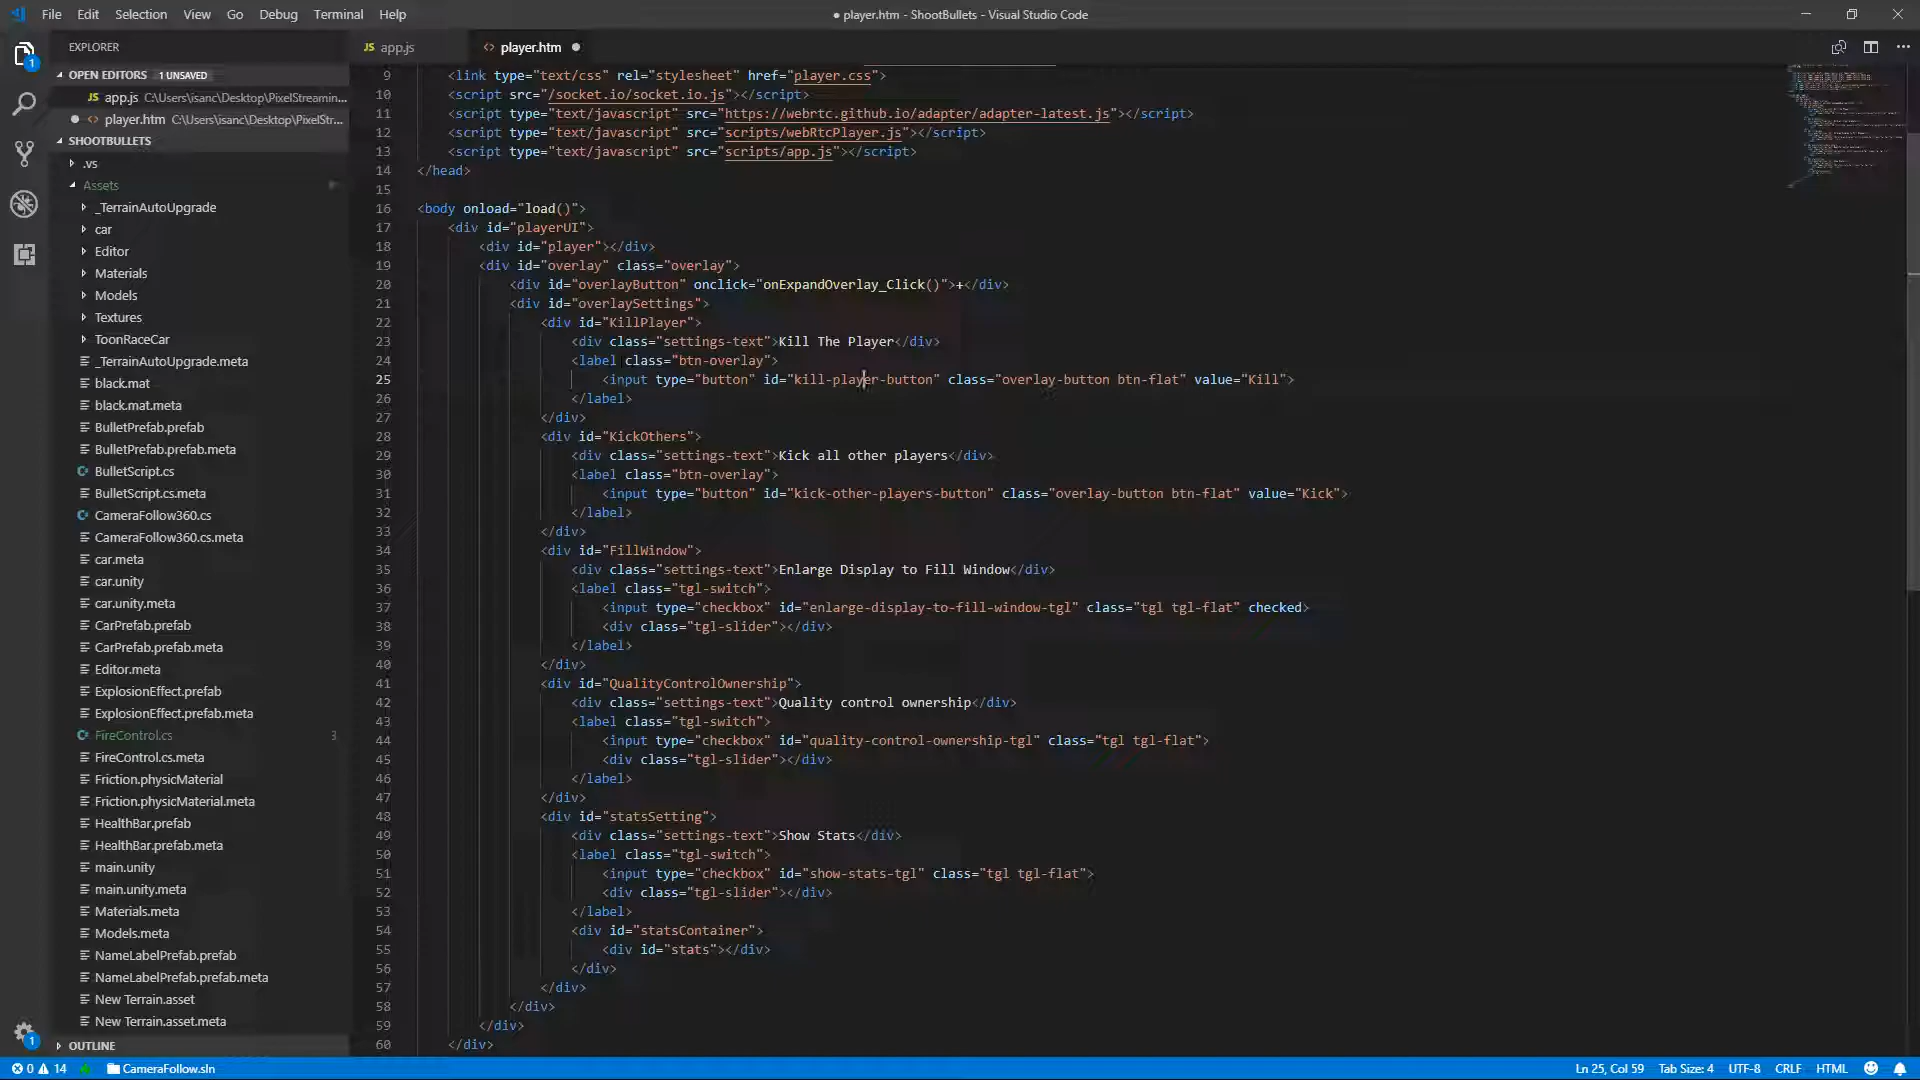 File Edit Selection View Go Debug Terminal Help
● player.htm - ShootBullets - Visual Studio Code
EXPLORER
OPEN EDITORS 1 UNSAVED
JS app.js C:\Users\isanc\Desktop\PixelStreamin...
● <> player.htm C:\Users\isanc\Desktop\PixelStr...
SHOOTBULLETS
.vs
Assets
_TerrainAutoUpgrade
car
Editor
Materials
Models
Textures
ToonRaceCar
_TerrainAutoUpgrade.meta
black.mat
black.mat.meta
BulletPrefab.prefab
BulletPrefab.prefab.meta
BulletScript.cs
BulletScript.cs.meta
CameraFollow360.cs
CameraFollow360.cs.meta
car.meta
car.unity
car.unity.meta
CarPrefab.prefab
CarPrefab.prefab.meta
Editor.meta
ExplosionEffect.prefab
ExplosionEffect.prefab.meta
FireControl.cs 3
FireControl.cs.meta
Friction.physicMaterial
Friction.physicMaterial.meta
HealthBar.prefab
HealthBar.prefab.meta
main.unity
main.unity.meta
Materials.meta
Models.meta
NameLabelPrefab.prefab
NameLabelPrefab.prefab.meta
New Terrain.asset
New Terrain.asset.meta
OUTLINE
JS app.js <> player.htm ●
9 <link type="text/css" rel="stylesheet" href="player.css">
10 <script src="/socket.io/socket.io.js"></script>
11 <script type="text/javascript" src="https://webrtc.github.io/adapter/adapter-latest.js"></script>
12 <script type="text/javascript" src="scripts/webRtcPlayer.js"></script>
13 <script type="text/javascript" src="scripts/app.js"></script>
14 </head>
15
16 <body onload="load()">
17 <div id="playerUI">
18 <div id="player"></div>
19 <div id="overlay" class="overlay">
20 <div id="overlayButton" onclick="onExpandOverlay_Click()">+</div>
21 <div id="overlaySettings">
22 <div id="KillPlayer">
23 <div class="settings-text">Kill The Player</div>
24 <label class="btn-overlay">
25 <input type="button" id="kill-player-button" class="overlay-button btn-flat" value="Kill">
26 </label>
27 </div>
28 <div id="KickOthers">
29 <div class="settings-text">Kick all other players</div>
30 <label class="btn-overlay">
31 <input type="button" id="kick-other-players-button" class="overlay-button btn-flat" value="Kick">
32 </label>
33 </div>
34 <div id="FillWindow">
35 <div class="settings-text">Enlarge Display to Fill Window</div>
36 <label class="tgl-switch">
37 <input type="checkbox" id="enlarge-display-to-fill-window-tgl" class="tgl tgl-flat" checked>
38 <div class="tgl-slider"></div>
39 </label>
40 </div>
41 <div id="QualityControlOwnership">
42 <div class="settings-text">Quality control ownership</div>
43 <label class="tgl-switch">
44 <input type="checkbox" id="quality-control-ownership-tgl" class="tgl tgl-flat">
45 <div class="tgl-slider"></div>
46 </label>
47 </div>
48 <div id="statsSetting">
49 <div class="settings-text">Show Stats</div>
50 <label class="tgl-switch">
51 <input type="checkbox" id="show-stats-tgl" class="tgl tgl-flat">
52 <div class="tgl-slider"></div>
53 </label>
54 <div id="statsContainer">
55 <div id="stats"></div>
56 </div>
57 </div>
58 </div>
59 </div>
60 </div>
1
1
0 14 CameraFollow.sln Ln 25, Col 59 Tab Size: 4 UTF-8 CRLF HTML